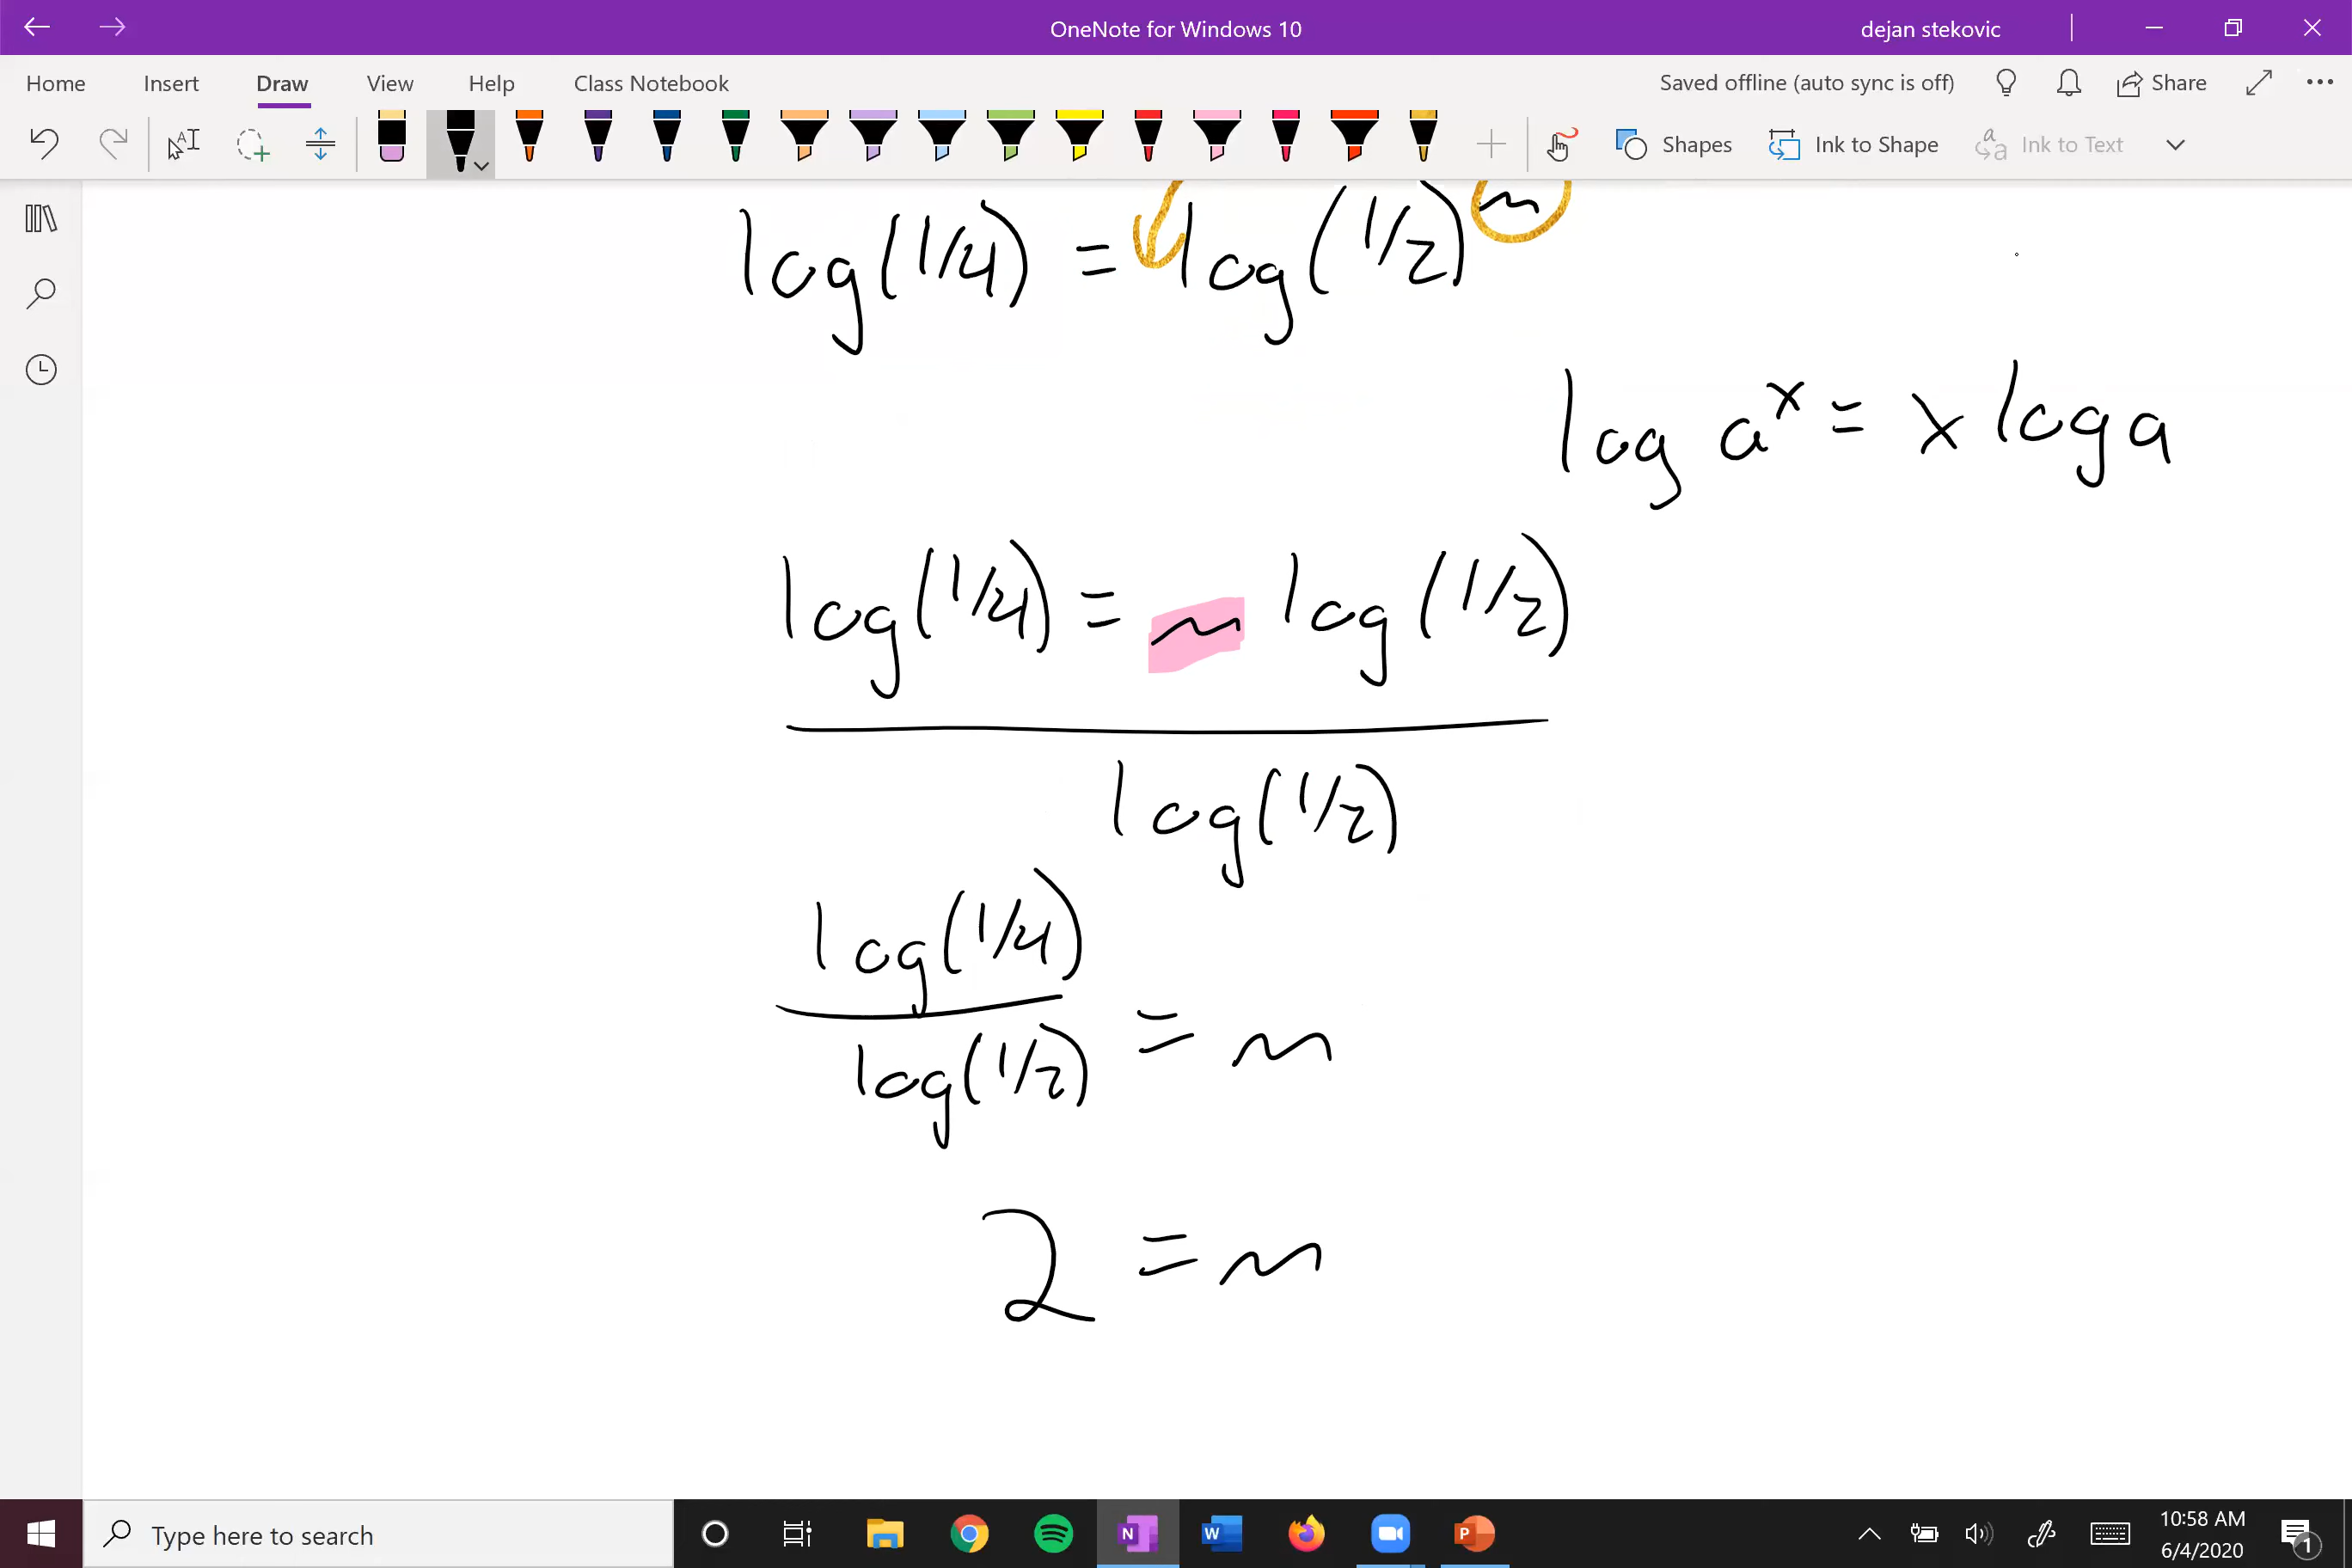 OneNote for Windows 10
dejan stekovic
Home Insert Draw View Help Class Notebook
Saved offline (auto sync is off)
Share
Shapes
Ink to Shape
Ink to Text
log(1/4) = log(1/2)^m
log a^x = x log a
log(1/4) = m log(1/2)
log(1/2)
log(1/4)
log(1/2)
= m
2 = m
Type here to search
10:58 AM
6/4/2020
1